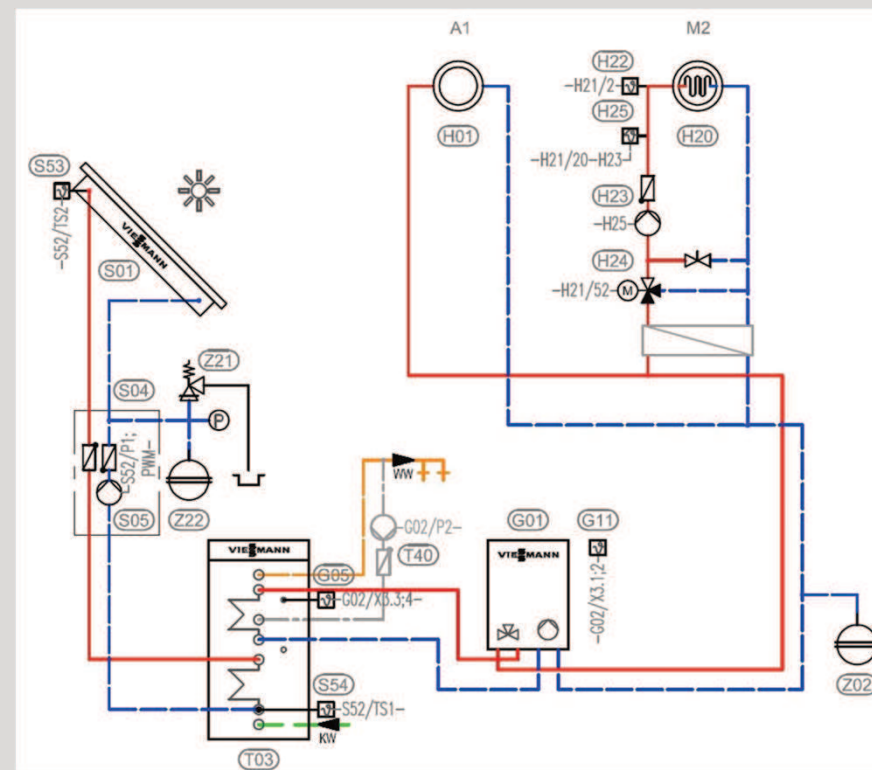 A1
M2
H22
-H21/2-
H25
H01
H20
-H21/20-H23-
S53
-S52/TS2-
VIESMANN
S01
H23
-H25-
H24
-H21/52-
M
Z21
S04
P
S52/P1;
PWM-
S05
Z22
WW
-G02/P2-
T40
G01
G11
VIESMANN
VIESMANN
G05
-G02/X3.3;4-
-G02/X3.1;2-
S54
-S52/TS1-
KW
T03
Z02